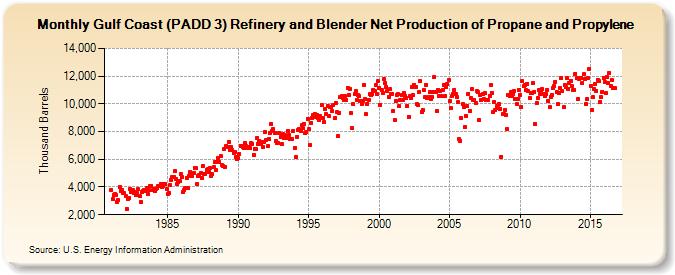 Monthly Gulf Coast (PADD 3) Refinery and Blender Net Production of Propane and Propylene
Thousand Barrels
14,000
12,000
10,000
8,000
6,000
4,000
2,000
1985 1990 1995 2000 2005 2010 2015
Source: U.S. Energy Information Administration